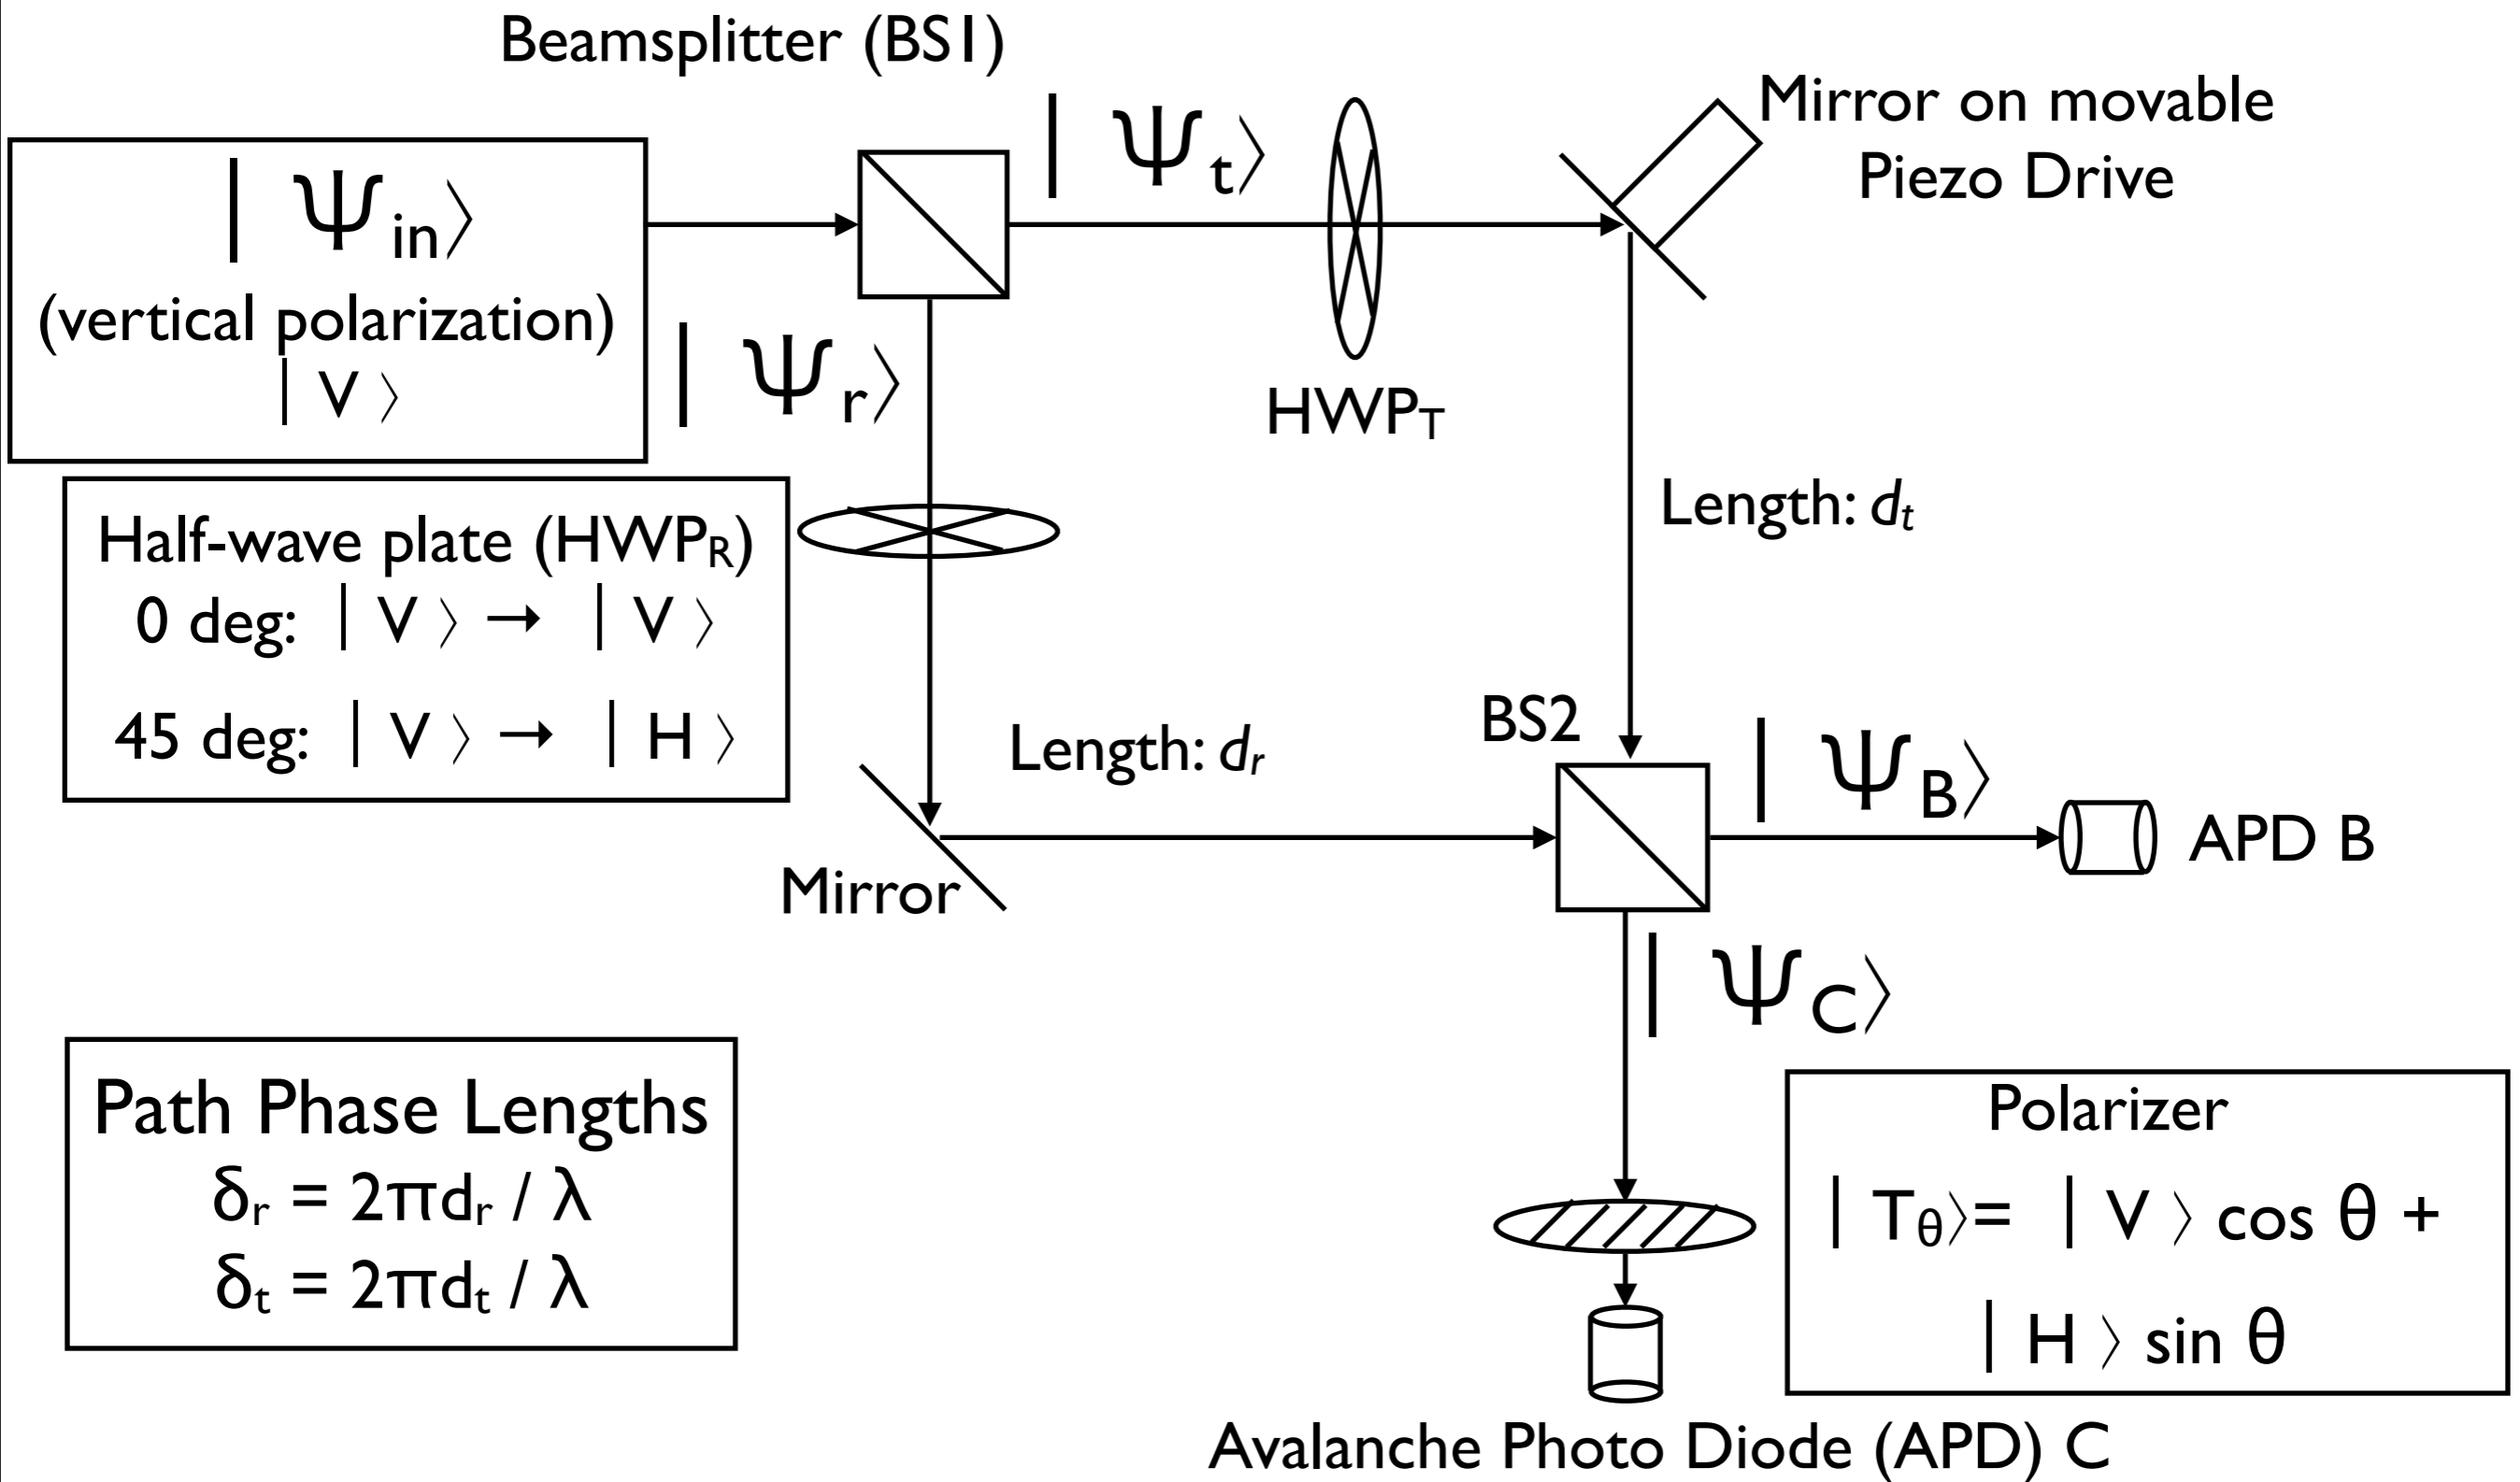 Beamsplitter (BS1)
Mirror on movable
Piezo Drive
| Ψin⟩
(vertical polarization)
| V ⟩
| Ψt⟩
| Ψr⟩
HWPT
Half-wave plate (HWPR)
0 deg: | V ⟩ → | V ⟩
45 deg: | V ⟩ → | H ⟩
Length: dt
Length: dr
BS2
Mirror
| ΨB⟩
APD B
| ΨC⟩
Path Phase Lengths
δr = 2πdr / λ
δt = 2πdt / λ
Polarizer
| Tθ⟩= | V ⟩ cos θ +
| H ⟩ sin θ
Avalanche Photo Diode (APD) C